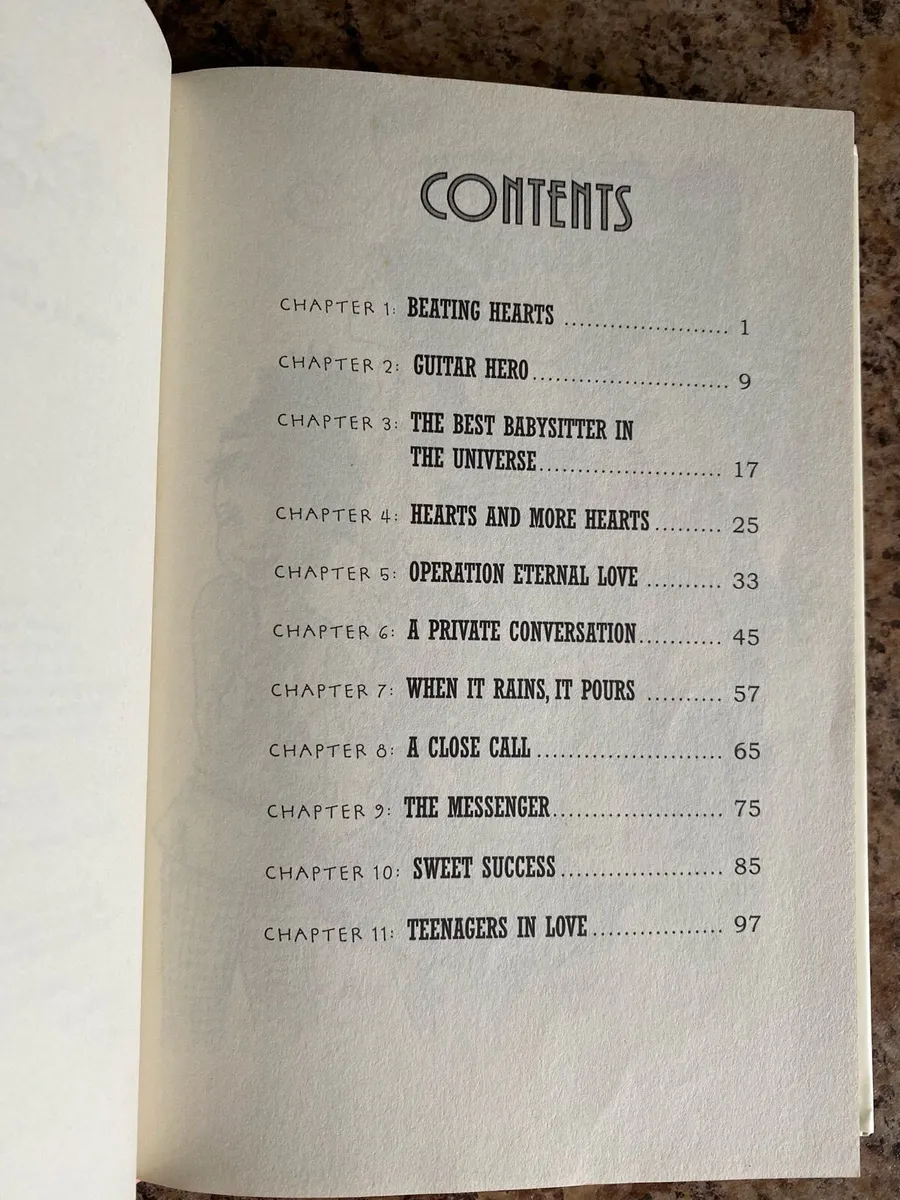 CONTENTS
CHAPTER 1: BEATING HEARTS ...................... 1
CHAPTER 2: GUITAR HERO .......................... 9
CHAPTER 3: THE BEST BABYSITTER IN
THE UNIVERSE ........................ 17
CHAPTER 4: HEARTS AND MORE HEARTS ......... 25
CHAPTER 5: OPERATION ETERNAL LOVE .......... 33
CHAPTER 6: A PRIVATE CONVERSATION ........... 45
CHAPTER 7: WHEN IT RAINS, IT POURS .......... 57
CHAPTER 8: A CLOSE CALL ......................... 65
CHAPTER 9: THE MESSENGER ....................... 75
CHAPTER 10: SWEET SUCCESS ...................... 85
CHAPTER 11: TEENAGERS IN LOVE .................. 97